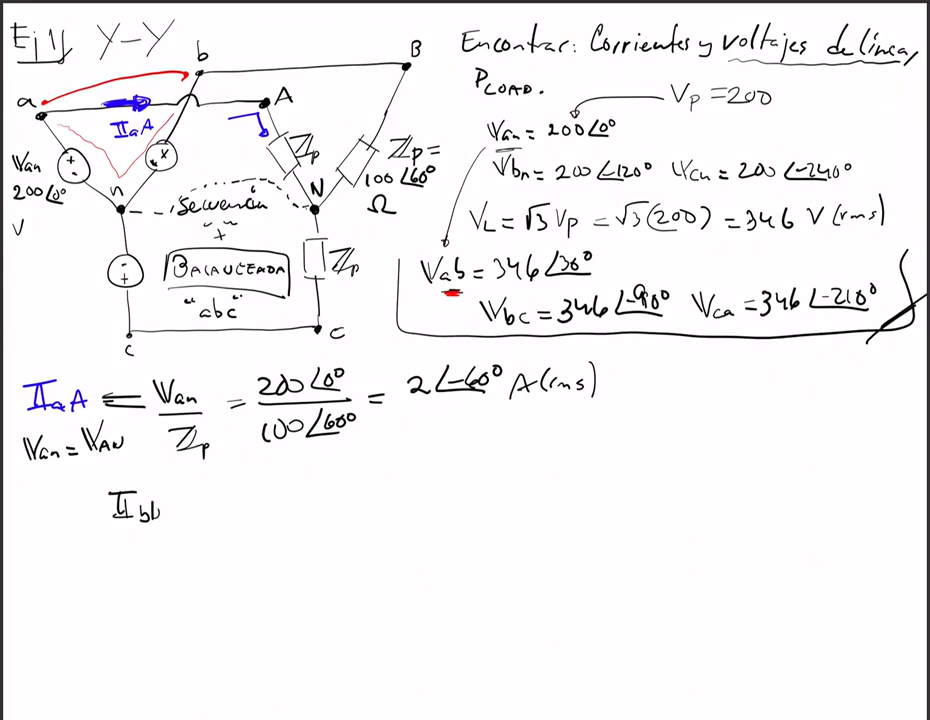 Ej 1) Y-Y
Encontrar: Corrientes y voltajes de línea,
PLOAD.
Vp = 200
Van = 200∠0°
Vbn = 200∠-120° Vcn = 200∠-240°
VL = √3 Vp = √3(200) = 346 V(rms)
Vab = 346∠30°
Vbc = 346∠-90° Vca = 346∠-210°
a
b
B
A
IaA
Van
200∠0°
V
+
-
n
Zp
Zp =
100∠60°
Ω
N
Secuencia
"+"
BALANCEADA
"abc"
-
+
Zp
c
C
IaA ⇐ Van/Zp = 200∠0°/100∠60° = 2∠-60° A(rms)
Van = VAN
Ibb